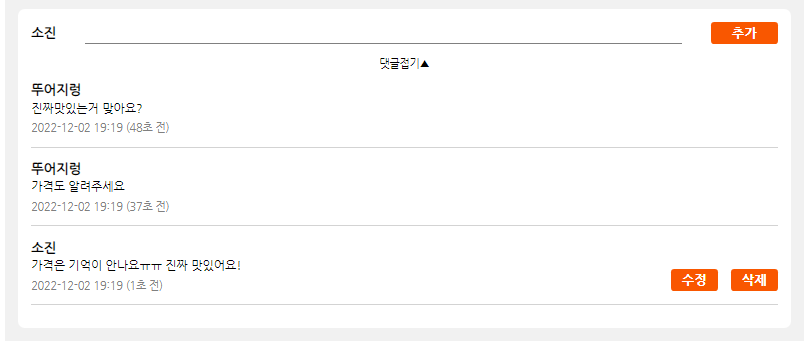 소진 추가
댓글접기▲
뚜어지렁
진짜맛있는거 맞아요?
2022-12-02 19:19 (48초 전)
뚜어지렁
가격도 알려주세요
2022-12-02 19:19 (37초 전)
소진
가격은 기억이 안나요ㅠㅠ 진짜 맛있어요!
2022-12-02 19:19 (1초 전)
수정 삭제